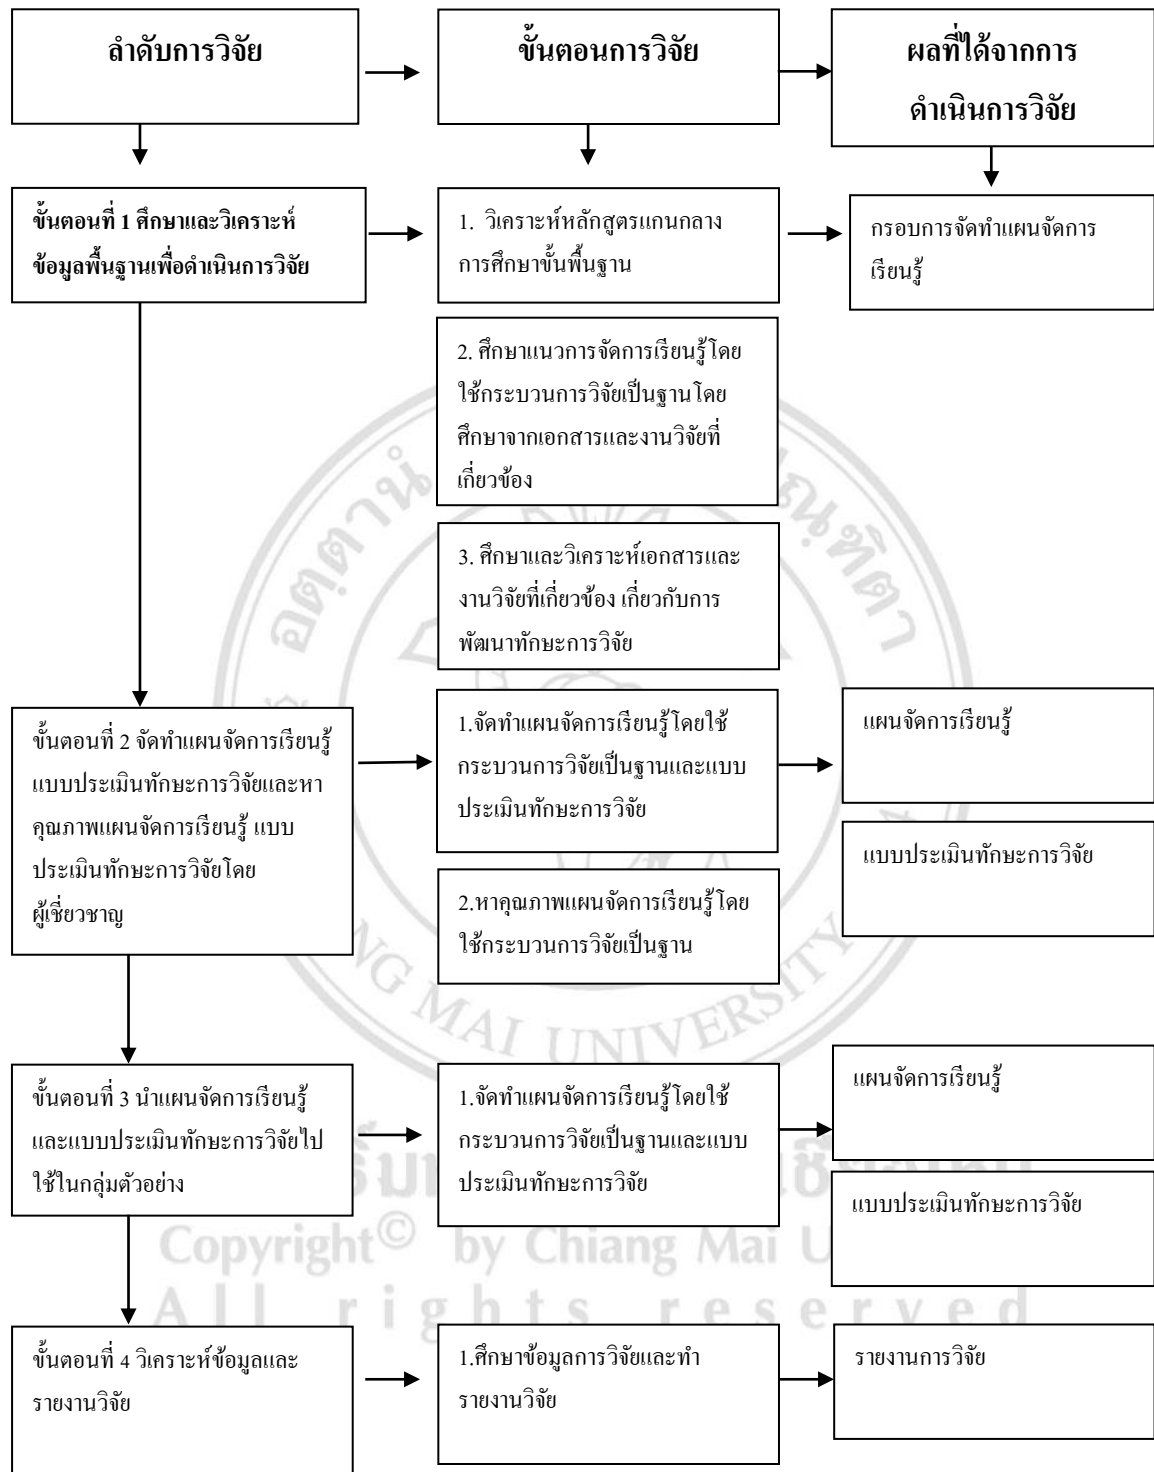 ลำดับการวิจัย
ขั้นตอนการวิจัย
ผลที่ได้จากการ
ดำเนินการวิจัย
ขั้นตอนที่ 1 ศึกษาและวิเคราะห์
ข้อมูลพื้นฐานเพื่อดำเนินการวิจัย
1. วิเคราะห์หลักสูตรแกนกลาง
การศึกษาขั้นพื้นฐาน
กรอบการจัดทำแผนจัดการ
เรียนรู้
2. ศึกษาแนวการจัดการเรียนรู้โดย
ใช้กระบวนการวิจัยเป็นฐานโดย
ศึกษาจากเอกสารและงานวิจัยที่
เกี่ยวข้อง
3. ศึกษาและวิเคราะห์เอกสารและ
งานวิจัยที่เกี่ยวข้อง เกี่ยวกับการ
พัฒนาทักษะการวิจัย
ขั้นตอนที่ 2 จัดทำแผนจัดการเรียนรู้
แบบประเมินทักษะการวิจัยและหา
คุณภาพแผนจัดการเรียนรู้ แบบ
ประเมินทักษะการวิจัยโดย
ผู้เชี่ยวชาญ
1.จัดทำแผนจัดการเรียนรู้โดยใช้
กระบวนการวิจัยเป็นฐานและแบบ
ประเมินทักษะการวิจัย
แผนจัดการเรียนรู้
แบบประเมินทักษะการวิจัย
2.หาคุณภาพแผนจัดการเรียนรู้โดย
ใช้กระบวนการวิจัยเป็นฐาน
ขั้นตอนที่ 3 นำแผนจัดการเรียนรู้
และแบบประเมินทักษะการวิจัยไป
ใช้ในกลุ่มตัวอย่าง
1.จัดทำแผนจัดการเรียนรู้โดยใช้
กระบวนการวิจัยเป็นฐานและแบบ
ประเมินทักษะการวิจัย
แผนจัดการเรียนรู้
แบบประเมินทักษะการวิจัย
ขั้นตอนที่ 4 วิเคราะห์ข้อมูลและ
รายงานวิจัย
1.ศึกษาข้อมูลการวิจัยและทำ
รายงานวิจัย
รายงานการวิจัย
อตฺตานํ
NG MAI UNIVERSITY
Copyright© by Chiang Mai U
All rights reserved